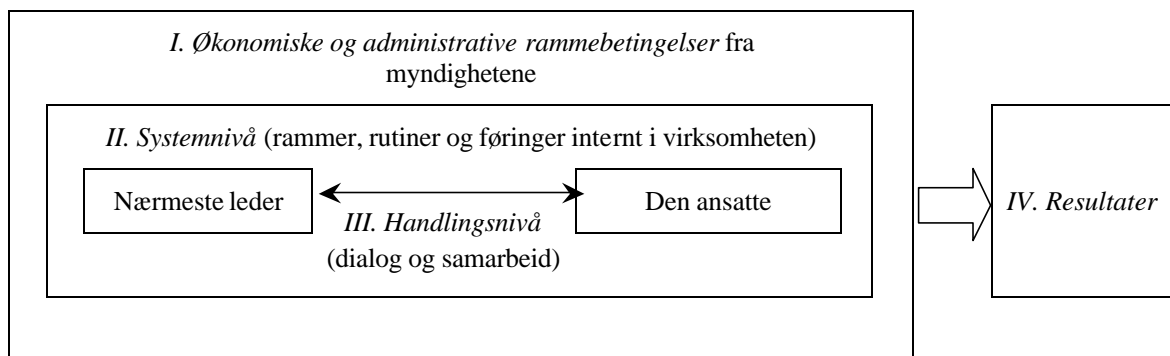 I. Økonomiske og administrative rammebetingelser fra
myndighetene
II. Systemnivå (rammer, rutiner og føringer internt i virksomheten)
Nærmeste leder
Den ansatte
III. Handlingsnivå
(dialog og samarbeid)
IV. Resultater